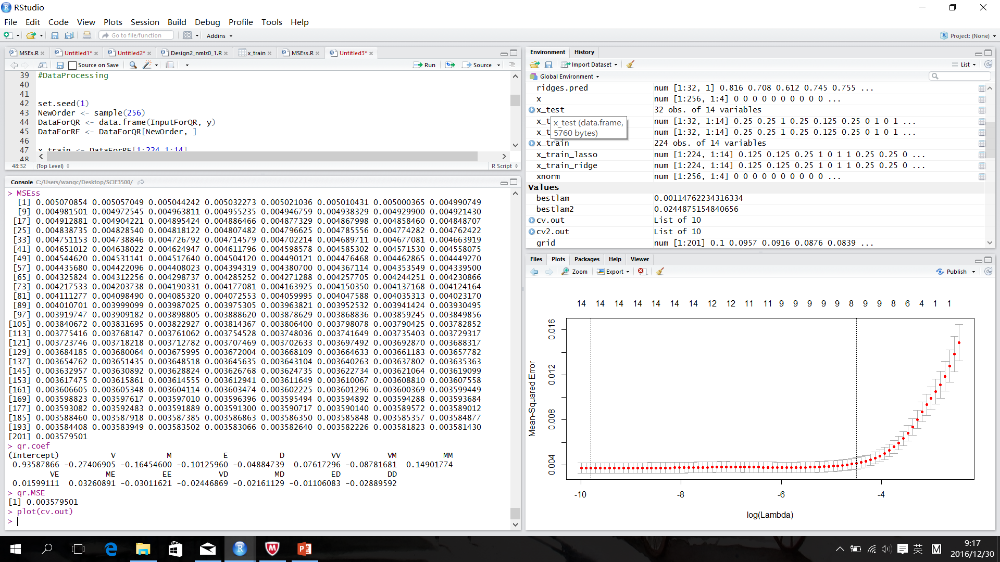 RStudio
File Edit Code View Plots Session Build Debug Profile Tools Help
Go to file/function Addins Project: (None)
MSEs.R Untitled1* Untitled2* Design2_nmlz0_1.R x_train MSEss.R Untitled3*
Source on Save Run Source
39 #DataProcessing
40
41
42 set.seed(1)
43 NewOrder <- sample(256)
44 DataForQR <- data.frame(InputForQR, y)
45 DataForRF <- DataForQR[NewOrder, ]
46
47 x_train <- DataForRF[1:224,1:14]
48
48:32 (Top Level) R Script
Console C:/Users/wangc/Desktop/SCIE3500/
> MSEss
[1] 0.005070854 0.005057049 0.005044242 0.005032273 0.005021036 0.005010431 0.005000365 0.004990749
[9] 0.004981501 0.004972545 0.004963811 0.004955235 0.004946759 0.004938329 0.004929900 0.004921430
[17] 0.004912881 0.004904221 0.004895424 0.004886466 0.004877329 0.004867998 0.004858460 0.004848707
[25] 0.004838735 0.004828540 0.004818122 0.004807482 0.004796625 0.004785556 0.004774282 0.004762422
[33] 0.004751153 0.004738846 0.004726792 0.004714579 0.004702214 0.004689711 0.004677081 0.004663919
[41] 0.004651012 0.004638022 0.004624947 0.004611796 0.004598578 0.004585302 0.004571530 0.004558075
[49] 0.004544620 0.004531141 0.004517640 0.004504120 0.004490121 0.004476468 0.004462865 0.004449270
[57] 0.004435680 0.004422096 0.004408023 0.004394319 0.004380700 0.004367114 0.004353549 0.004339500
[65] 0.004325824 0.004312256 0.004298737 0.004285252 0.004271288 0.004257705 0.004244251 0.004230866
[73] 0.004217533 0.004203738 0.004190331 0.004177081 0.004163925 0.004150350 0.004137168 0.004124164
[81] 0.004111277 0.004098490 0.004085320 0.004072553 0.004059995 0.004047588 0.004035313 0.004023170
[89] 0.004010701 0.003999099 0.003987025 0.003975305 0.003963821 0.003952532 0.003941424 0.003930495
[97] 0.003919747 0.003909182 0.003898805 0.003888620 0.003878629 0.003868836 0.003859245 0.003849856
[105] 0.003840672 0.003831695 0.003822927 0.003814367 0.003806400 0.003798078 0.003790425 0.003782852
[113] 0.003775416 0.003768147 0.003761062 0.003754528 0.003748036 0.003741649 0.003735403 0.003729317
[121] 0.003723746 0.003718218 0.003712782 0.003707469 0.003702633 0.003697492 0.003692870 0.003688317
[129] 0.003684185 0.003680064 0.003675995 0.003672004 0.003668109 0.003664633 0.003661183 0.003657782
[137] 0.003654762 0.003651435 0.003648518 0.003645635 0.003643104 0.003640263 0.003637802 0.003635363
[145] 0.003632957 0.003630892 0.003628824 0.003626768 0.003624735 0.003622734 0.003621064 0.003619099
[153] 0.003617475 0.003615861 0.003614555 0.003612941 0.003611649 0.003610067 0.003608810 0.003607558
[161] 0.003606605 0.003605348 0.003604114 0.003603474 0.003602225 0.003601296 0.003600369 0.003599449
[169] 0.003598823 0.003597617 0.003597010 0.003596396 0.003595494 0.003594892 0.003594288 0.003593684
[177] 0.003593082 0.003592483 0.003591889 0.003591300 0.003590717 0.003590140 0.003589572 0.003589012
[185] 0.003588460 0.003587918 0.003587385 0.003586863 0.003586350 0.003585848 0.003585357 0.003584877
[193] 0.003584408 0.003583949 0.003583502 0.003583066 0.003582640 0.003582226 0.003581823 0.003581430
[201] 0.003579501
> qr.coef
(Intercept) V M E D VV VM MM
0.93587866 -0.27406905 -0.16454600 -0.10125960 -0.04884739 0.07617296 -0.08781681 0.14901774
VE ME EE VD MD ED DD
0.01599111 0.03260891 -0.03011621 -0.02446869 -0.02161129 -0.01106083 -0.02889592
> qr.MSE
[1] 0.003579501
> plot(cv.out)
>
Environment History
Import Dataset List
Global Environment
ridges.pred num [1:32, 1] 0.816 0.708 0.612 0.745 0.755 ...
x num [1:256, 1:4] 0 0 0 0 0 0 0 0 0 0 ...
x_test 32 obs. of 14 variables
x_t num [1:32, 1:14] 0.25 0.25 1 0.25 0.125 0.25 0 1 0 1 ...
x_t num [1:32, 1:14] 0.25 0.25 1 0.25 0.125 0.25 0 1 0 1 ...
x_test (data.frame,
5760 bytes)
x_train 224 obs. of 14 variables
x_train_lasso num [1:224, 1:14] 0.125 0.125 0.25 1 0 1 1 0.25 0.25 0 ...
x_train_ridge num [1:224, 1:14] 0.125 0.125 0.25 1 0 1 1 0.25 0.25 0 ...
xnorm num [1:256, 1:4] 0 0 0 0 0 0 0 0 0 0 ...
Values
bestlam 0.00114762234316334
bestlam2 0.0244875154840656
cv.out List of 10
cv2.out List of 10
grid num [1:201] 0.1 0.0957 0.0916 0.0876 0.0839 ...
Files Plots Packages Help Viewer
Zoom Export Publish
14 14 14 14 14 14 14 12 12 11 11 9 9 9 9 8 9 9 8 6 4 1 1
0.016
0.012
0.008
0.004
Mean-Squared Error
-10 -8 -6 -4
log(Lambda)
英 M
9:17
2016/12/30